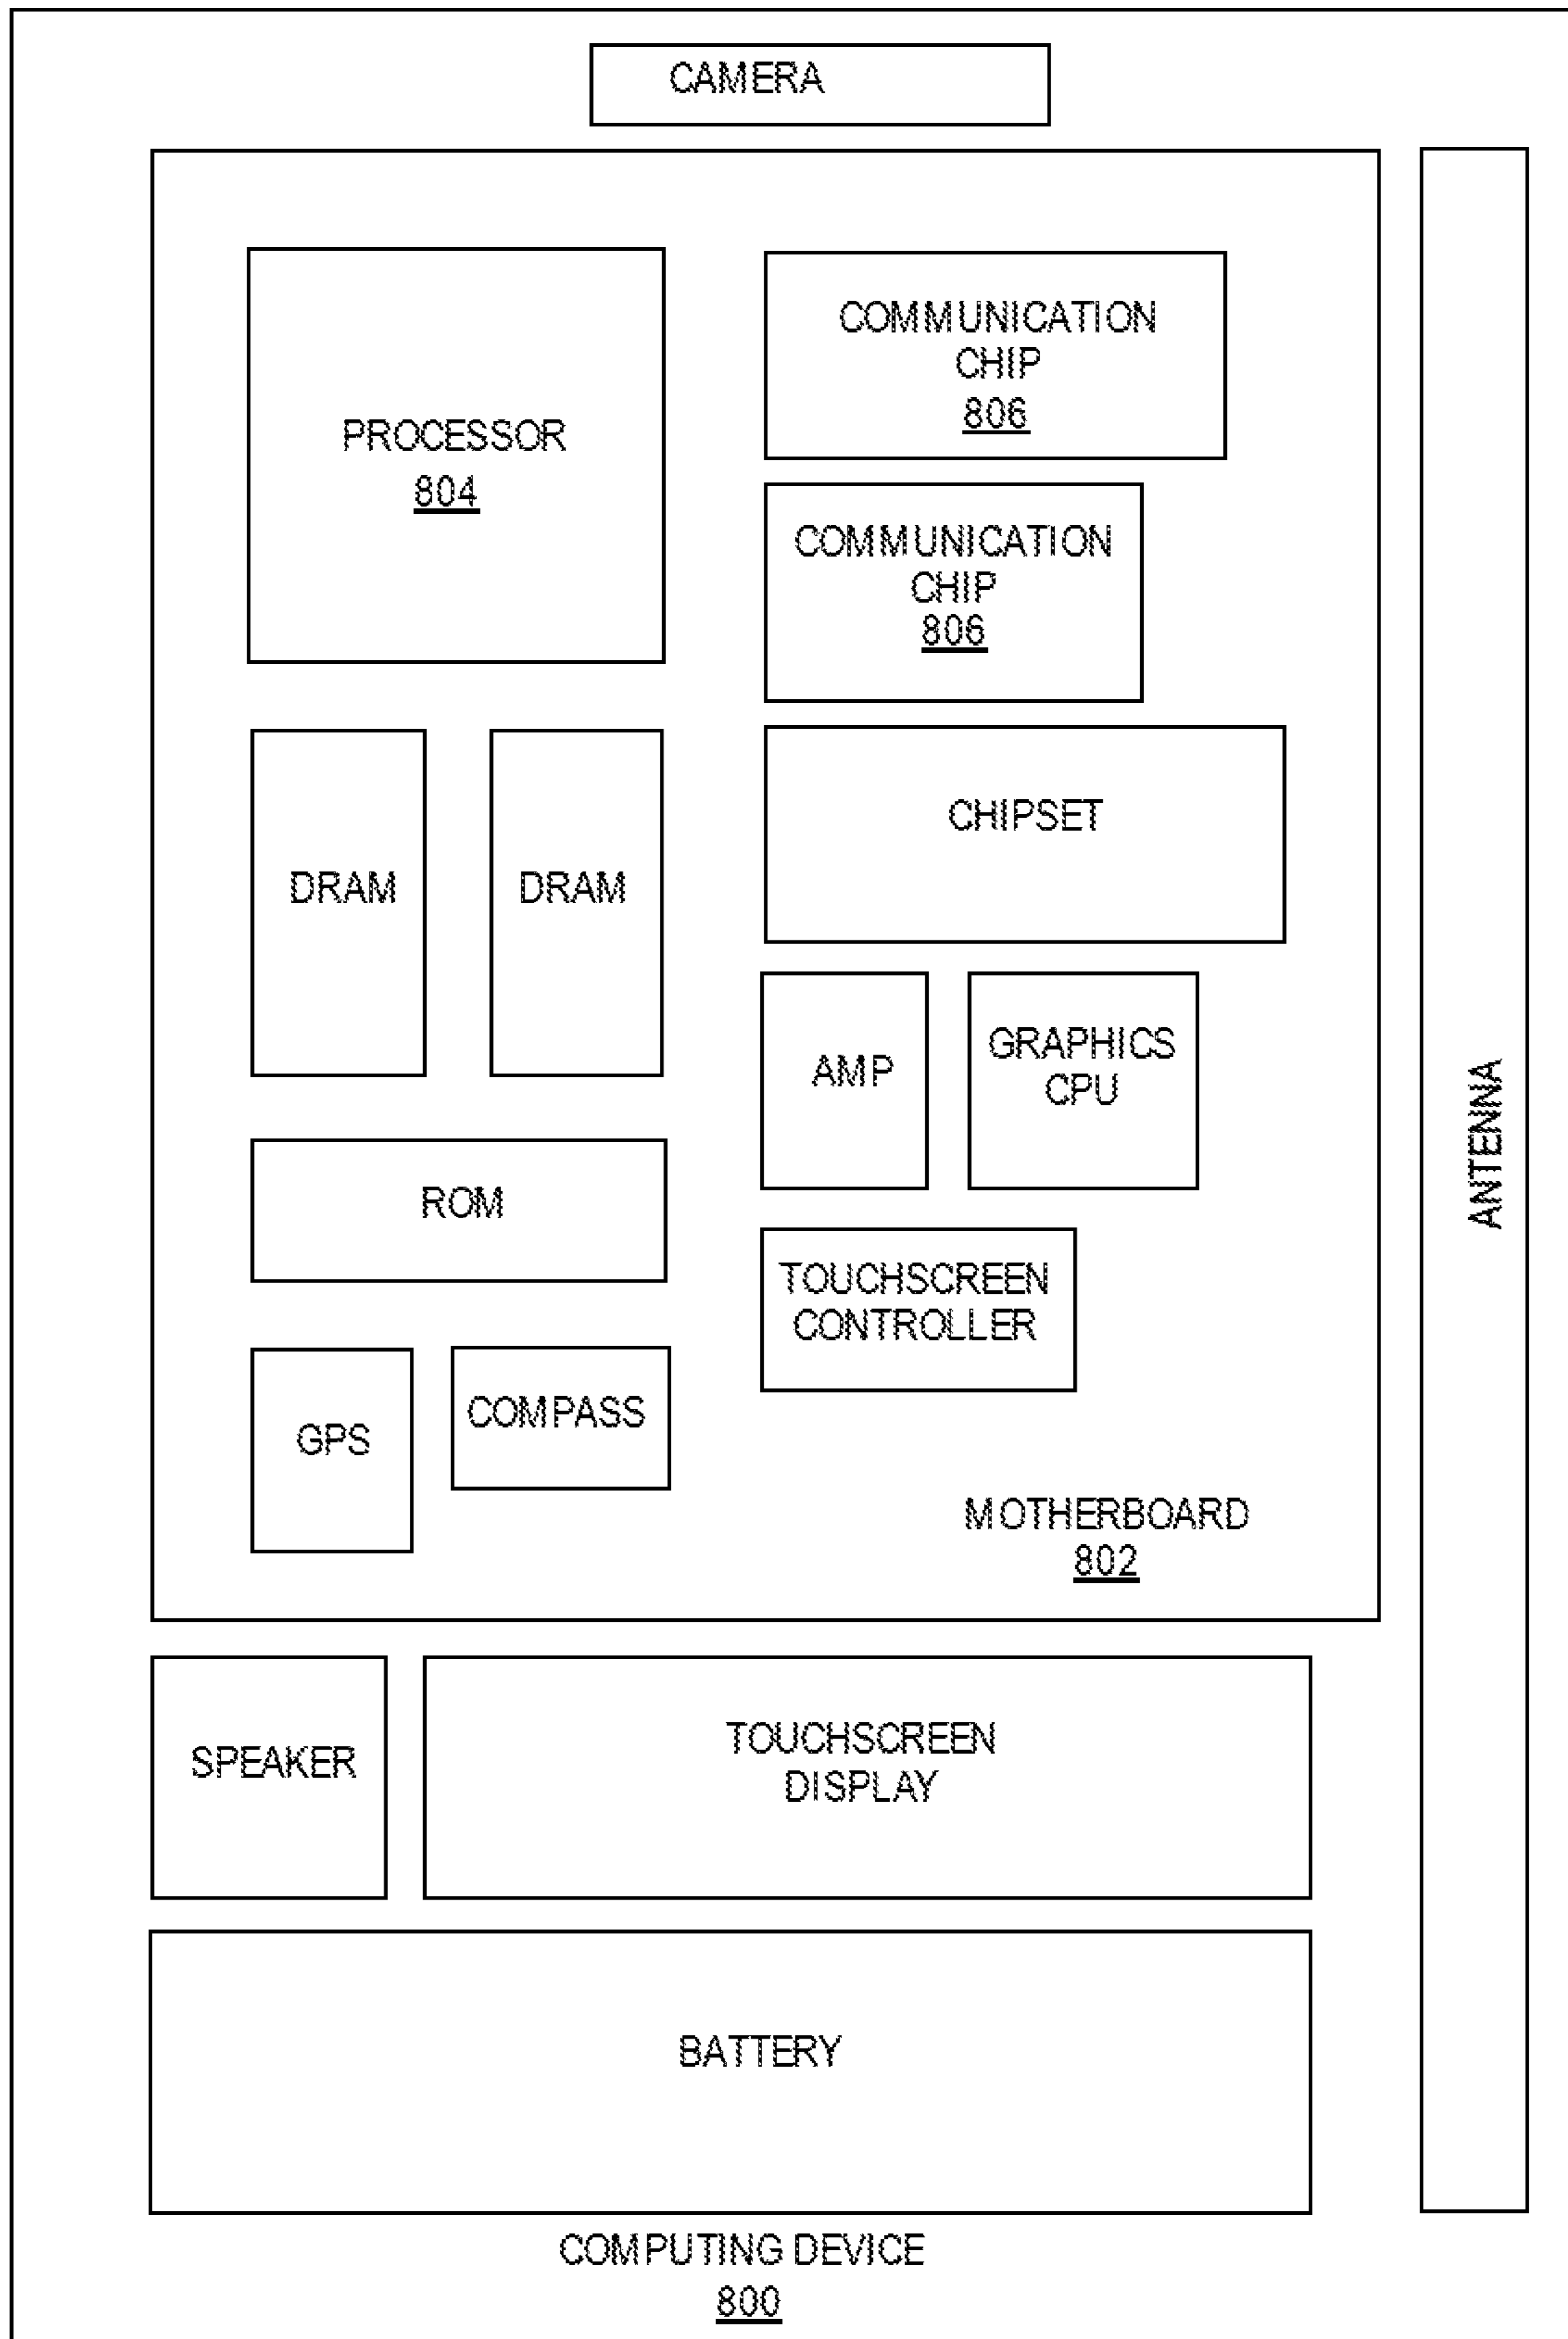 CAMERA
PROCESSOR
804
COMMUNICATION
CHIP
806
COMMUNICATION
CHIP
806
DRAM
DRAM
CHIPSET
AMP
GRAPHICS
CPU
ROM
TOUCHSCREEN
CONTROLLER
GPS
COMPASS
MOTHERBOARD
802
ANTENNA
SPEAKER
TOUCHSCREEN
DISPLAY
BATTERY
COMPUTING DEVICE
800